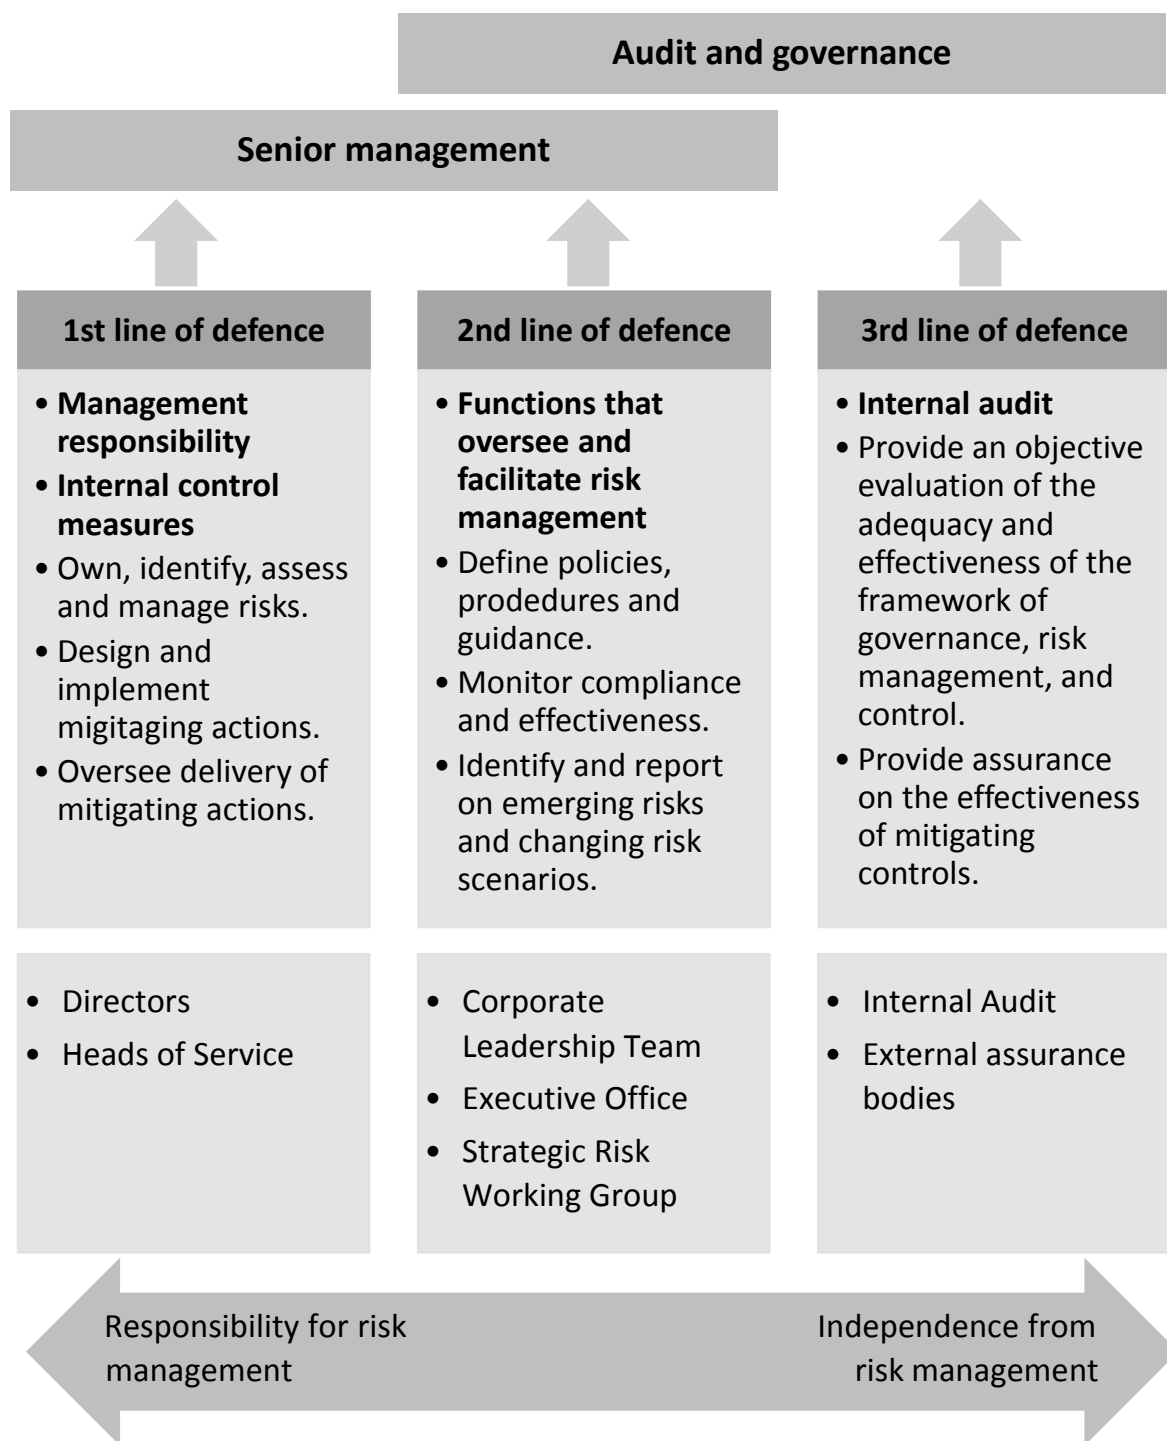 Audit and governance
Senior management
1st line of defence
• Management
responsibility
• Internal control
measures
• Own, identify, assess
and manage risks.
• Design and
implement
migitaging actions.
• Oversee delivery of
mitigating actions.
2nd line of defence
• Functions that
oversee and
facilitate risk
management
• Define policies,
prodedures and
guidance.
• Monitor compliance
and effectiveness.
• Identify and report
on emerging risks
and changing risk
scenarios.
3rd line of defence
• Internal audit
• Provide an objective
evaluation of the
adequacy and
effectiveness of the
framework of
governance, risk
management, and
control.
• Provide assurance
on the effectiveness
of mitigating
controls.
• Directors
• Heads of Service
• Corporate
Leadership Team
• Executive Office
• Strategic Risk
Working Group
• Internal Audit
• External assurance
bodies
Responsibility for risk
management
Independence from
risk management